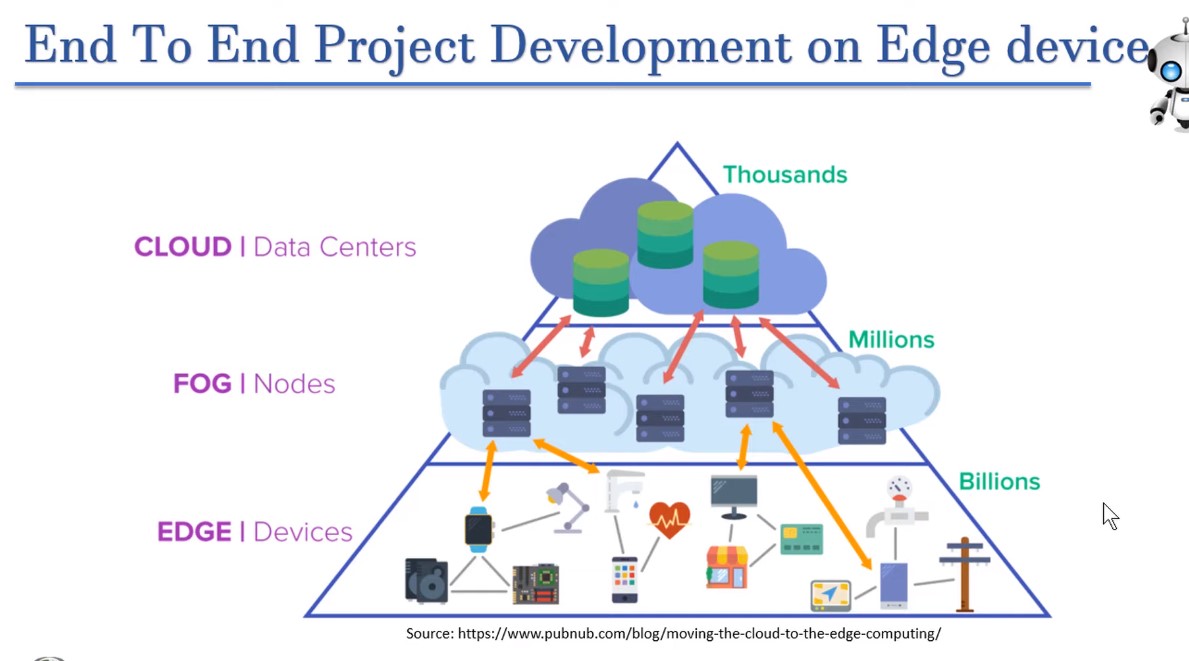 End To End Project Development on Edge device
Thousands
CLOUD | Data Centers
Millions
FOG | Nodes
Billions
EDGE | Devices
Source: https://www.pubnub.com/blog/moving-the-cloud-to-the-edge-computing/